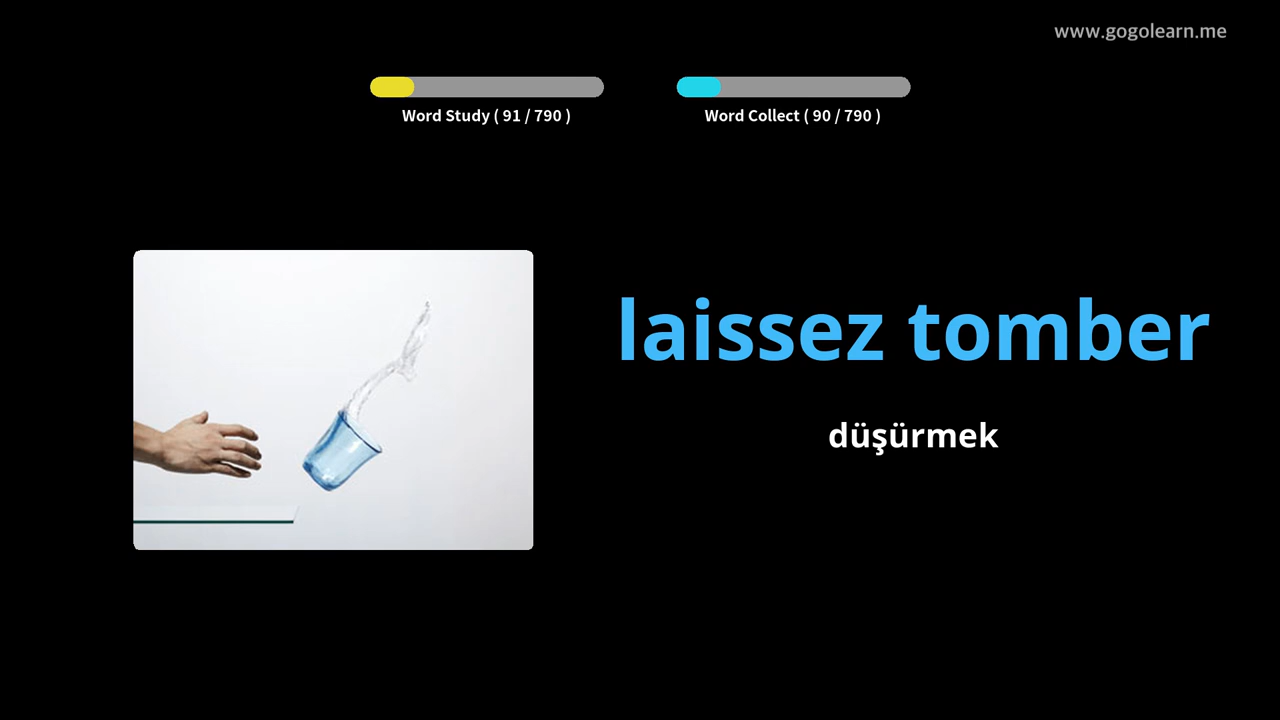 www.gogolearn.me
Word Study ( 91 / 790 )
Word Collect ( 90 / 790 )
laissez tomber
düşürmek